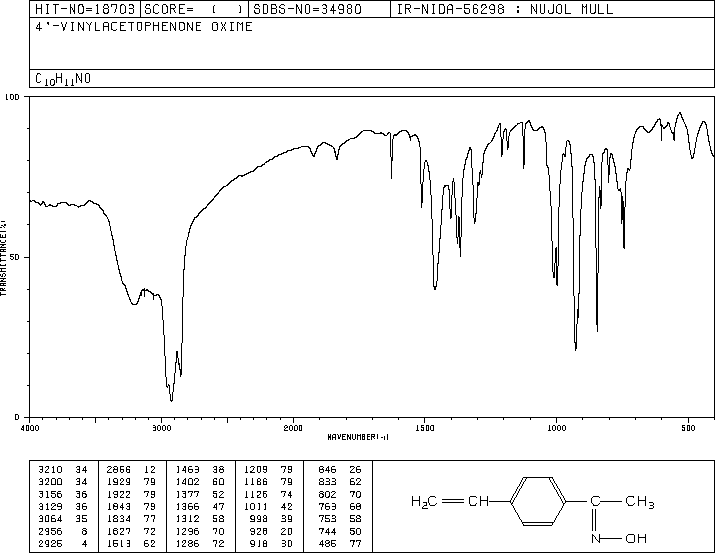 HIT-NO=18703 SCORE= ( ) SDBS-NO=34980 IR-NIDA-56298 : NUJOL MULL
4'-VINYLACETOPHENONE OXIME
C10H11NO
100
50
0
TRANSMITTANCE(%)
4000 3000 2000 1500 1000 500
WAVENUMBER(-1)
3210 34 2866 12 1463 38 1209 79 846 26
3200 34 1929 79 1402 60 1186 79 833 62
3156 36 1922 79 1377 52 1126 74 802 70
3129 36 1843 79 1366 47 1011 42 763 68
3064 35 1834 77 1312 58 998 39 753 58
2956 8 1627 72 1296 70 928 20 744 50
2925 4 1513 62 1286 72 918 30 486 77
H2C CH C CH3
N OH